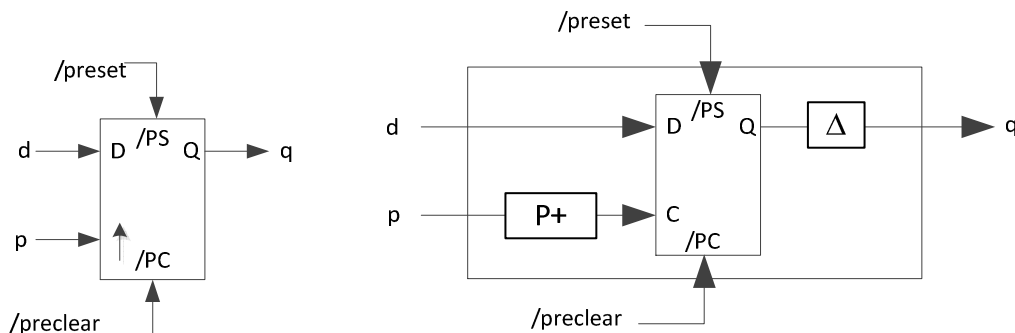 /preset
/PS
d
D
Q
q
p
/PC
/preclear
/preset
/PS
d
D
Q
Δ
q
p
P+
C
/PC
/preclear